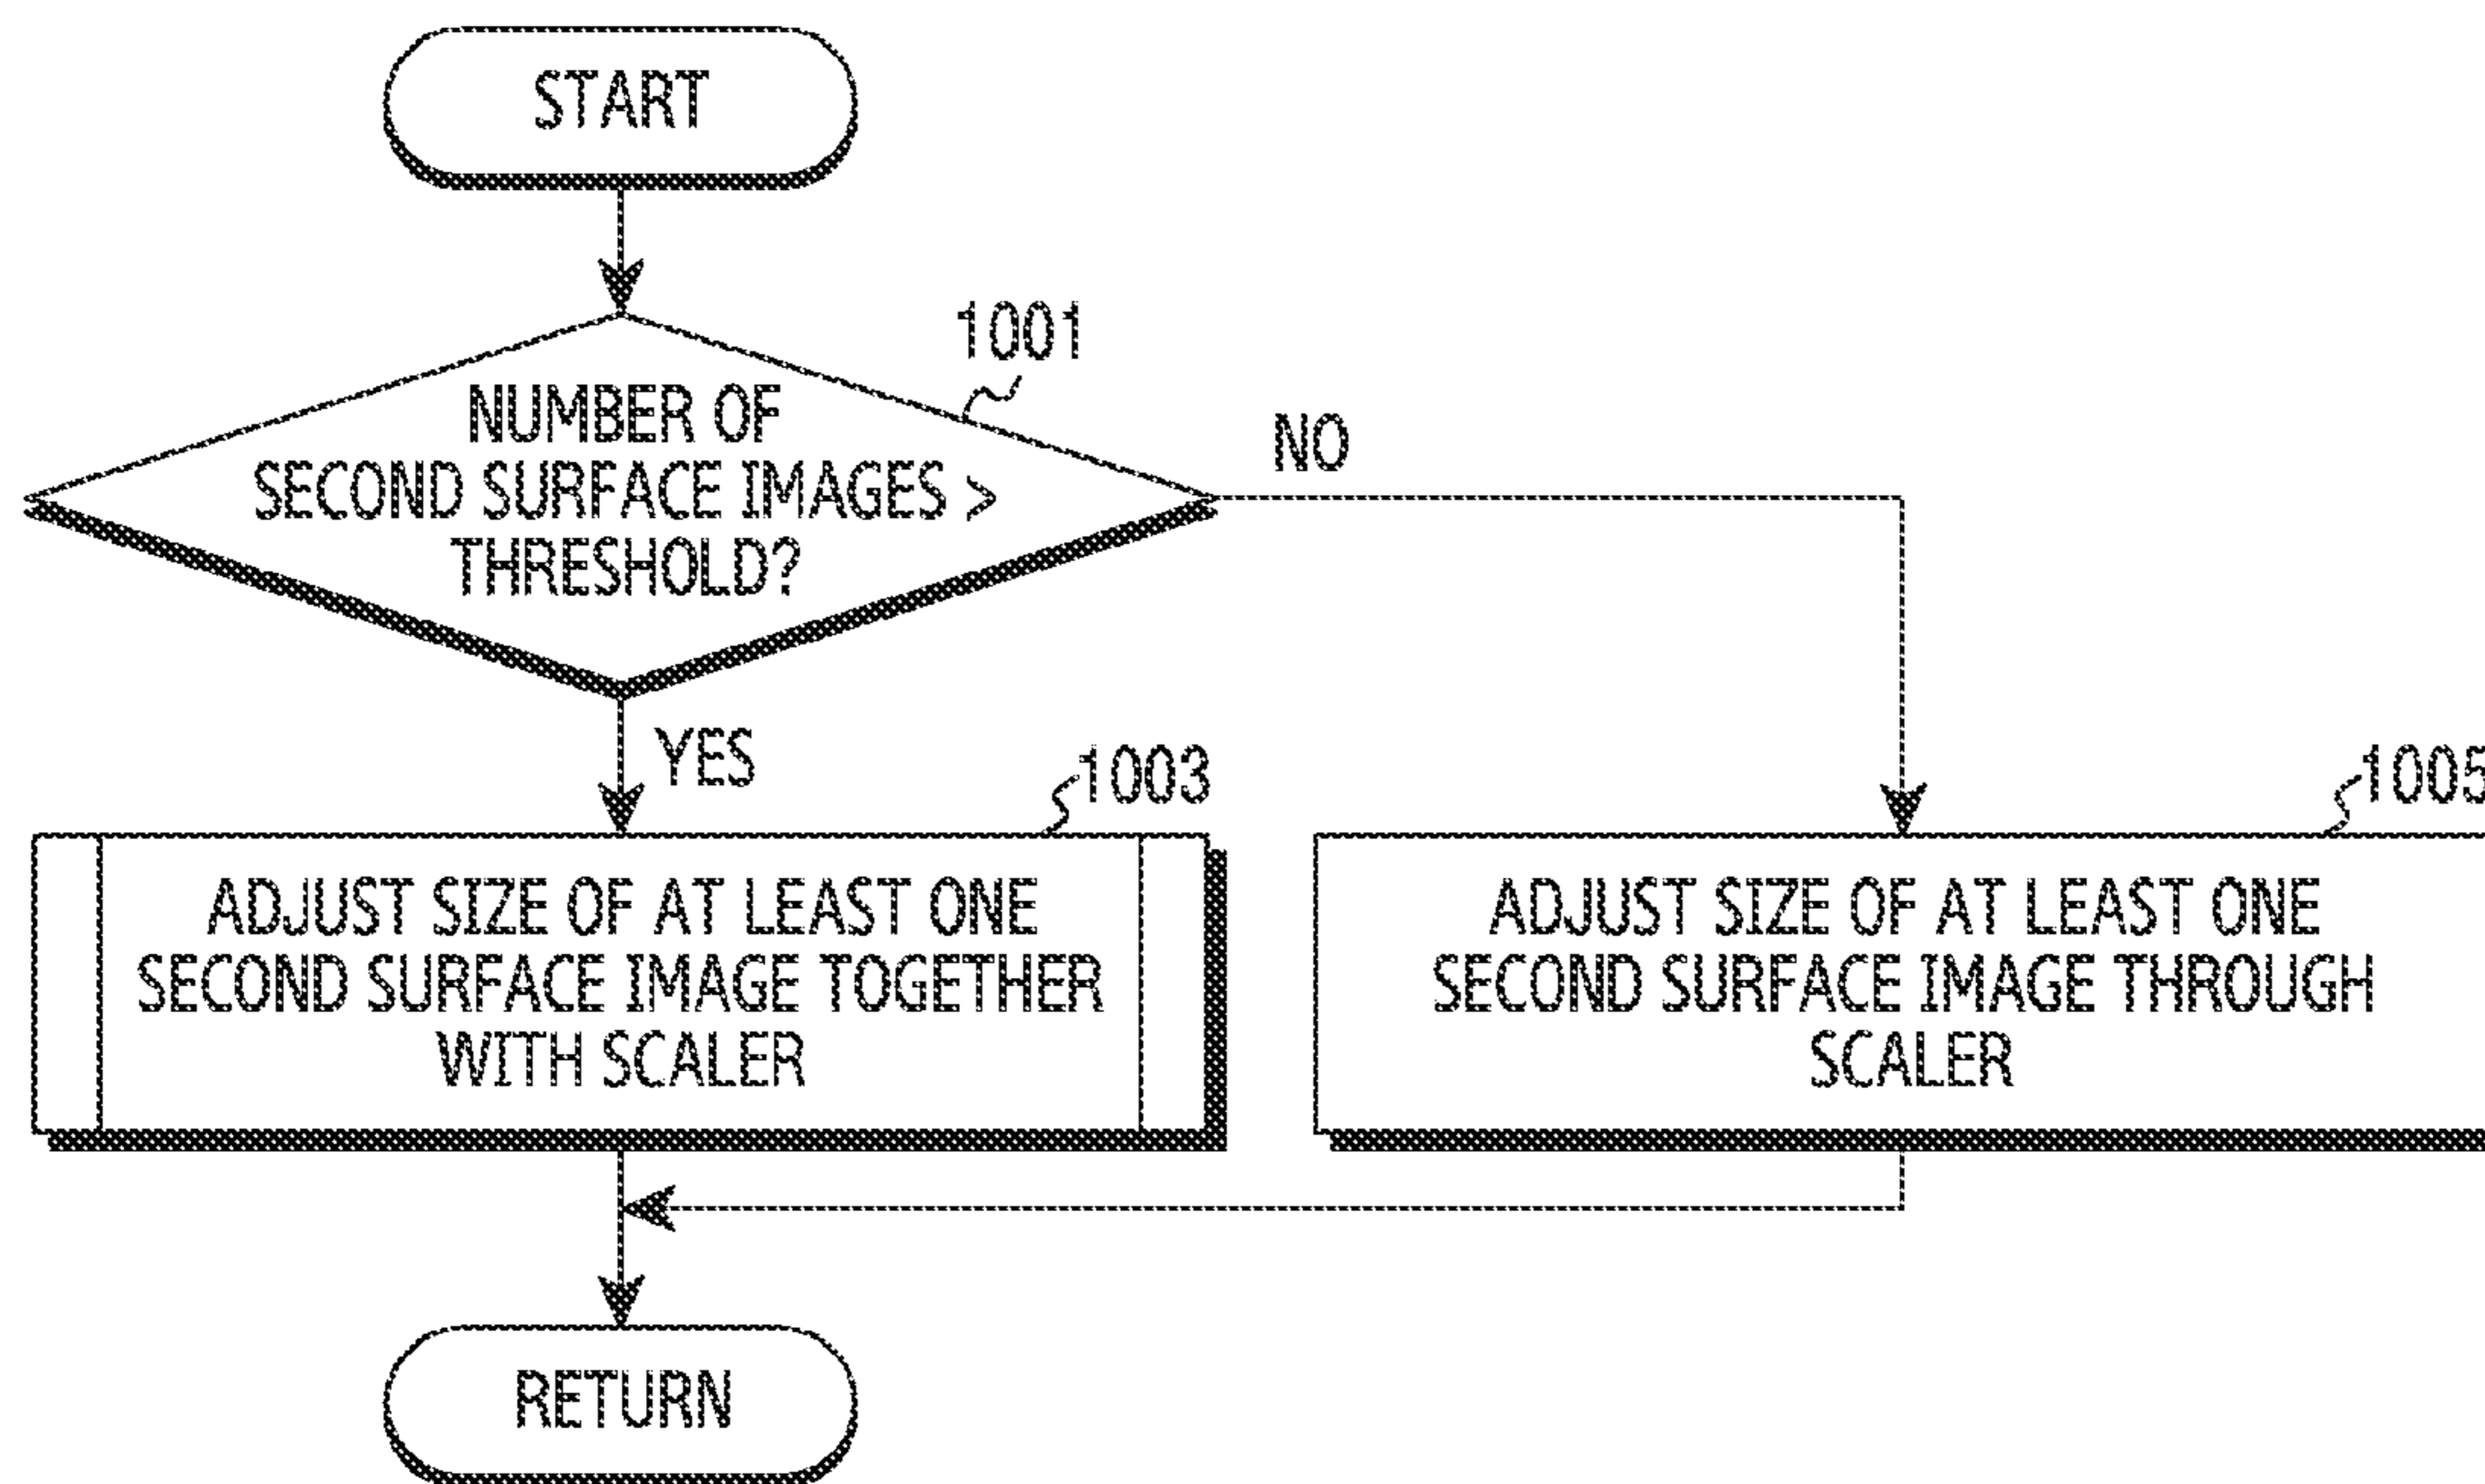 START
1001
NUMBER OF
SECOND SURFACE IMAGES >
THRESHOLD?
NO
YES
1003
ADJUST SIZE OF AT LEAST ONE
SECOND SURFACE IMAGE TOGETHER
WITH SCALER
1005
ADJUST SIZE OF AT LEAST ONE
SECOND SURFACE IMAGE THROUGH
SCALER
RETURN